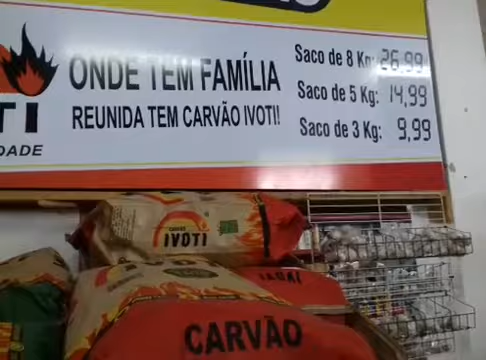 ONDE TEM FAMÍLIA
REUNIDA TEM CARVÃO IVOTI!
Saco de 8 Kg: 26,99
Saco de 5 Kg: 14,99
Saco de 3 Kg: 9,99
TI
DADE
IVOTI
CARVÃO